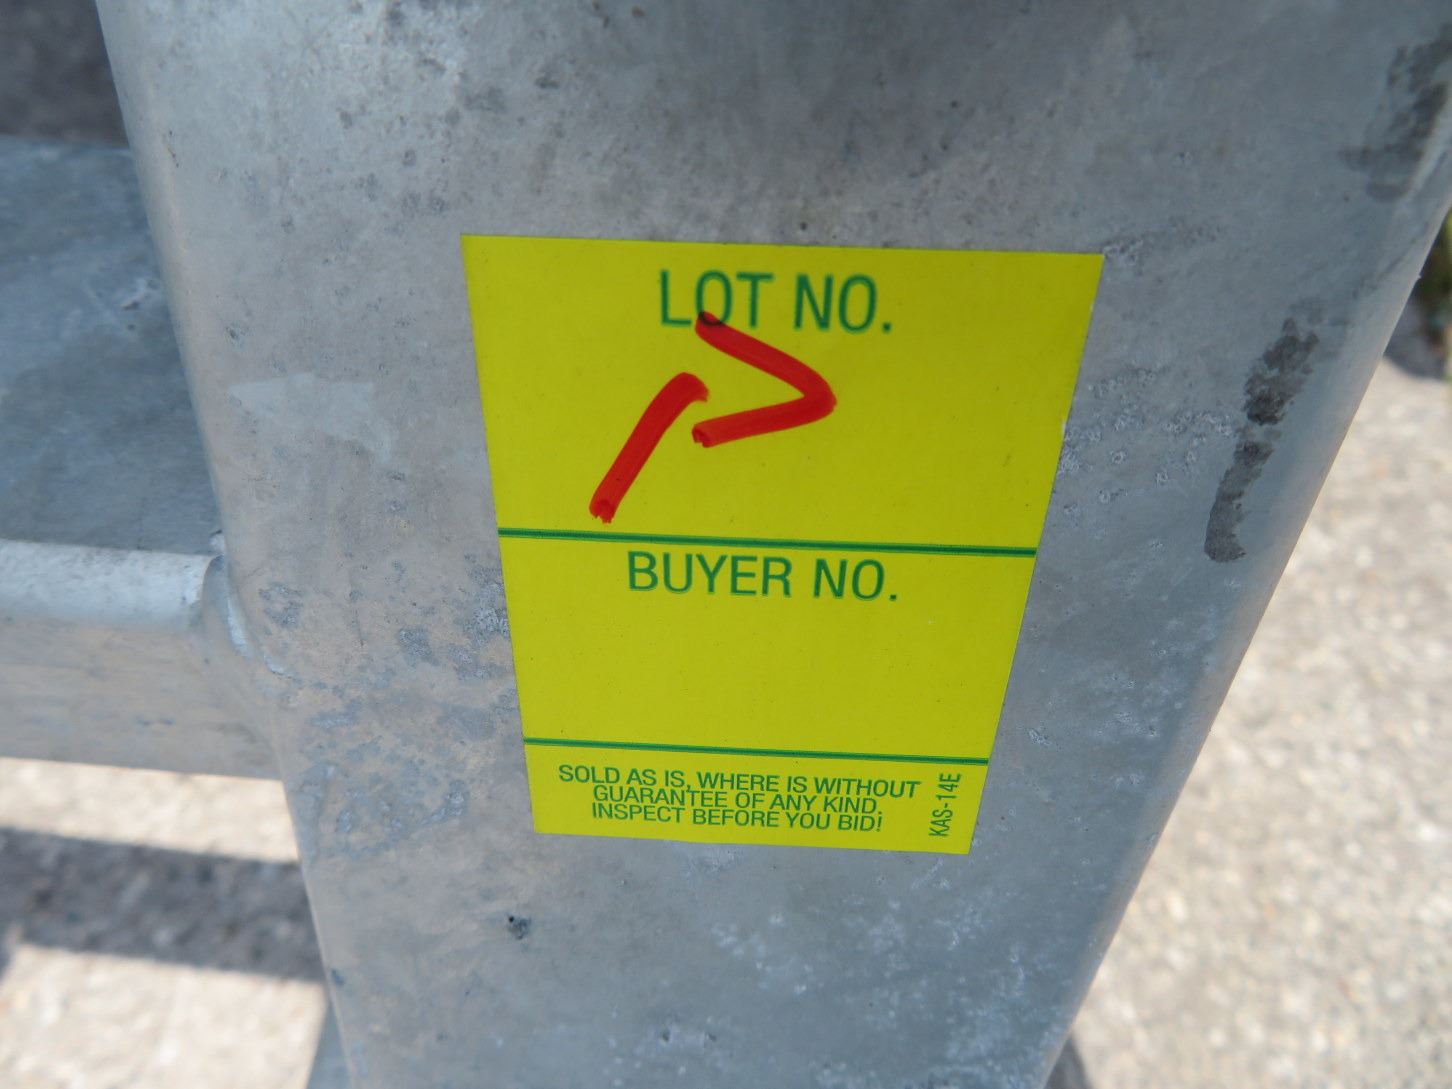 LOT NO.
BUYER NO.
SOLD AS IS, WHERE IS WITHOUT
GUARANTEE OF ANY KIND.
INSPECT BEFORE YOU BID!
KAS-14E